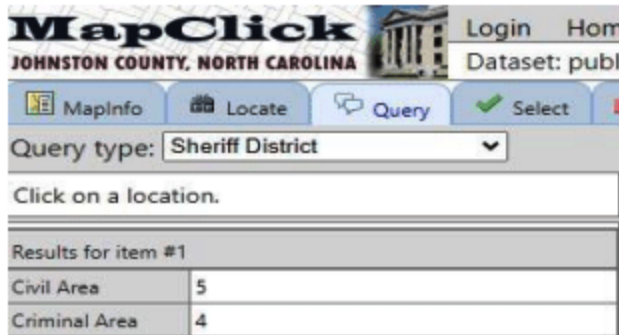 MapClick
JOHNSTON COUNTY, NORTH CAROLINA
Login
Dataset:
MapInfo Locate Query Select
Query type: Sheriff District
Click on a location.
Results for item #1
Civil Area 5
Criminal Area 4